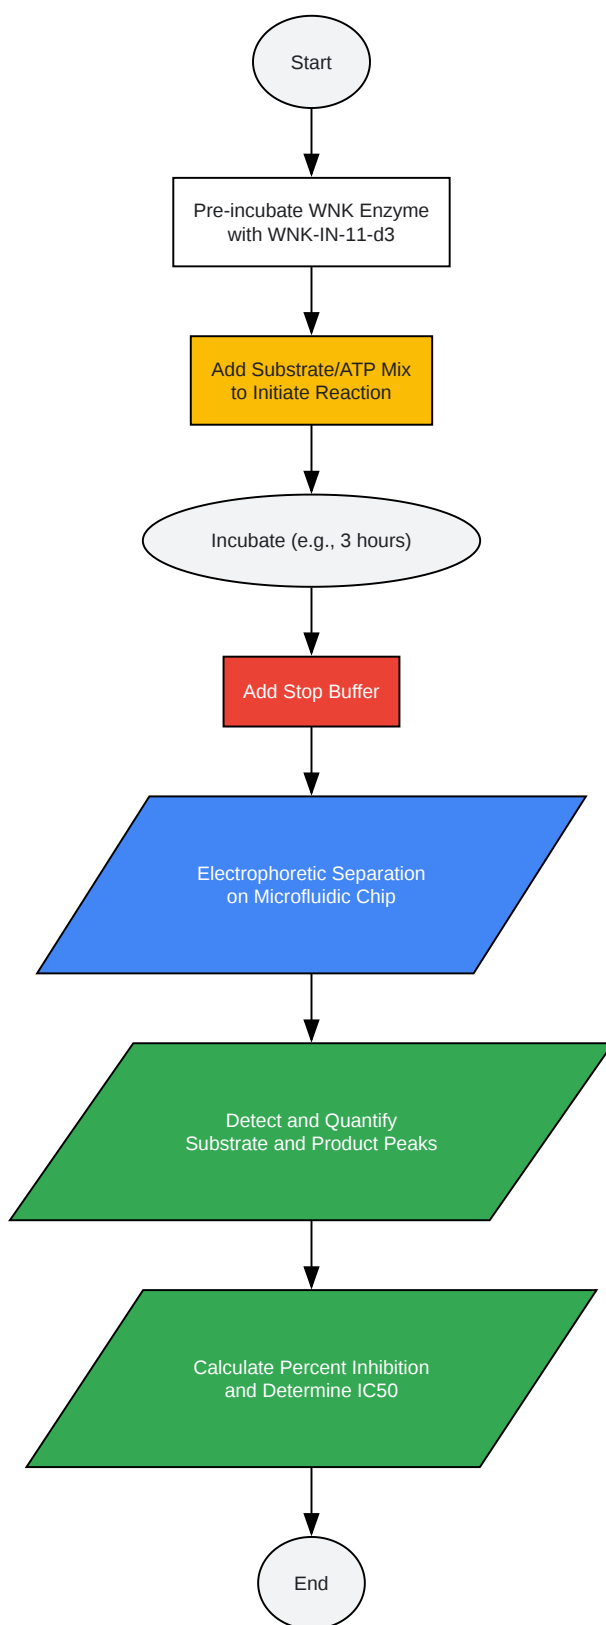 Start
Pre-incubate WNK Enzyme
with WNK-IN-11-d3
Add Substrate/ATP Mix
to Initiate Reaction
Incubate (e.g., 3 hours)
Add Stop Buffer
Electrophoretic Separation
on Microfluidic Chip
Detect and Quantify
Substrate and Product Peaks
Calculate Percent Inhibition
and Determine IC50
End